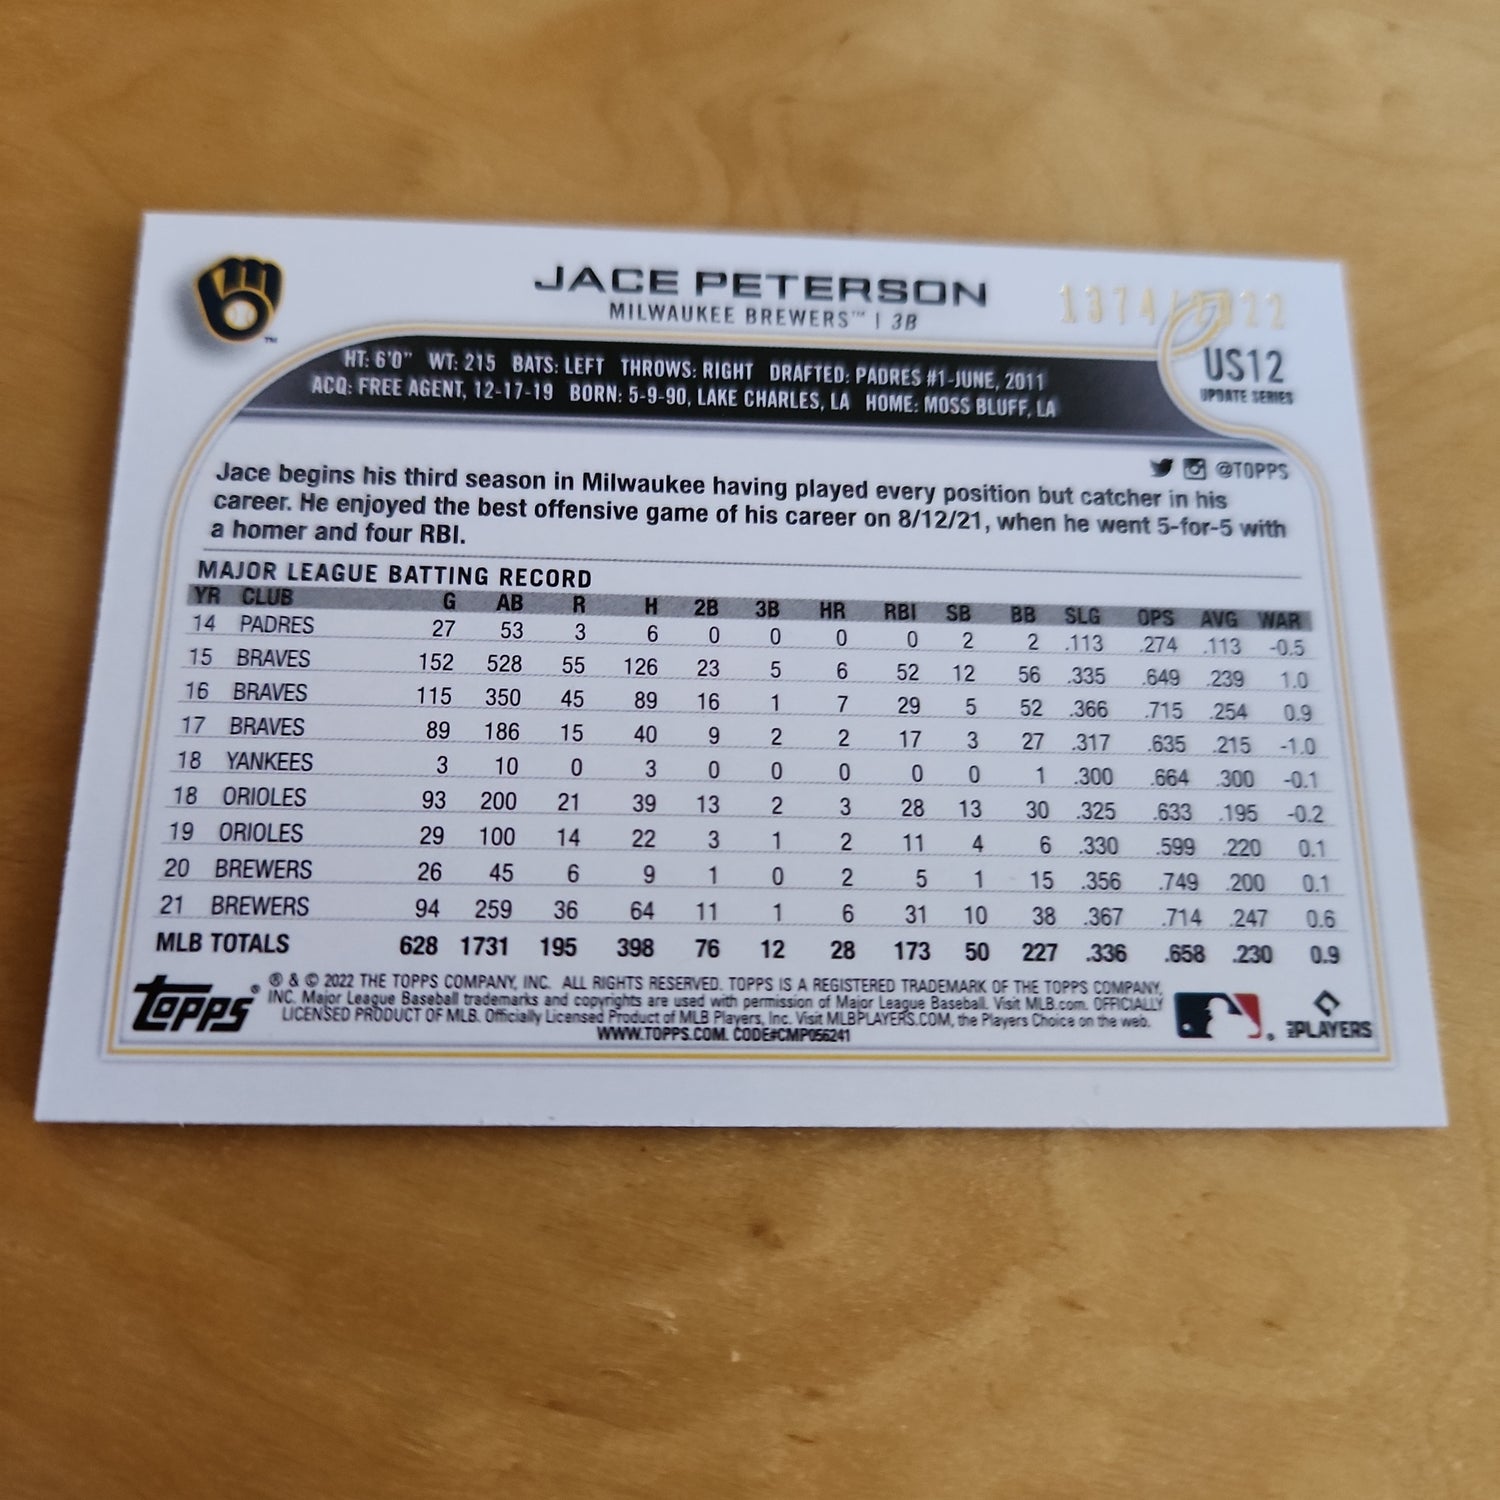 JACE PETERSON
MILWAUKEE BREWERS™ | 3B
1374/2022
US12
UPDATE SERIES
HT: 6'0" WT: 215 BATS: LEFT THROWS: RIGHT DRAFTED: PADRES #1-JUNE, 2011
ACQ: FREE AGENT, 12-17-19 BORN: 5-9-90, LAKE CHARLES, LA HOME: MOSS BLUFF, LA
@TOPPS
Jace begins his third season in Milwaukee having played every position but catcher in his
career. He enjoyed the best offensive game of his career on 8/12/21, when he went 5-for-5 with
a homer and four RBI.
MAJOR LEAGUE BATTING RECORD
YR CLUB G AB R H 2B 3B HR RBI SB BB SLG OPS AVG WAR
14 PADRES 27 53 3 6 0 0 0 0 2 2 .113 .274 .113 -0.5
15 BRAVES 152 528 55 126 23 5 6 52 12 56 .335 .649 .239 1.0
16 BRAVES 115 350 45 89 16 1 7 29 5 52 .366 .715 .254 0.9
17 BRAVES 89 186 15 40 9 2 2 17 3 27 .317 .635 .215 -1.0
18 YANKEES 3 10 0 3 0 0 0 0 0 1 .300 .664 .300 -0.1
18 ORIOLES 93 200 21 39 13 2 3 28 13 30 .325 .633 .195 -0.2
19 ORIOLES 29 100 14 22 3 1 2 11 4 6 .330 .599 .220 0.1
20 BREWERS 26 45 6 9 1 0 2 5 1 15 .356 .749 .200 0.1
21 BREWERS 94 259 36 64 11 1 6 31 10 38 .367 .714 .247 0.6
MLB TOTALS 628 1731 195 398 76 12 28 173 50 227 .336 .658 .230 0.9
topps®
® & © 2022 THE TOPPS COMPANY, INC. ALL RIGHTS RESERVED. TOPPS IS A REGISTERED TRADEMARK OF THE TOPPS COMPANY,
INC. Major League Baseball trademarks and copyrights are used with permission of Major League Baseball. Visit MLB.com. OFFICIALLY
LICENSED PRODUCT OF MLB. Officially Licensed Product of MLB Players, Inc. Visit MLBPLAYERS.COM, the Players Choice on the web.
WWW.TOPPS.COM. CODE#CMP056241
MLB PLAYERS